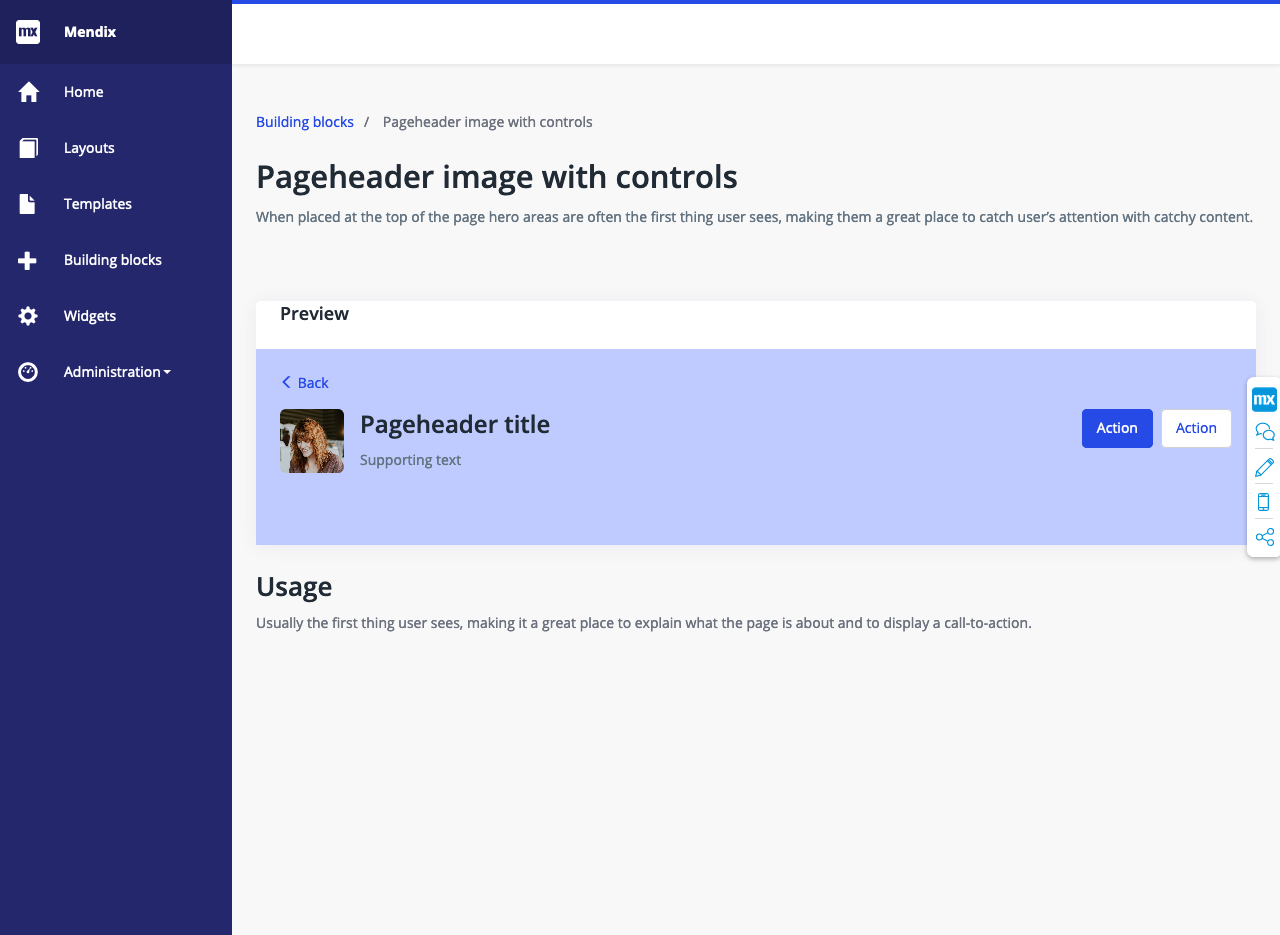 mx Mendix
Home
Layouts
Templates
Building blocks
Widgets
Administration
Building blocks / Pageheader image with controls
Pageheader image with controls
When placed at the top of the page hero areas are often the first thing user sees, making them a great place to catch user’s attention with catchy content.
Preview
Back
Pageheader title
Supporting text
Action Action
mx
Usage
Usually the first thing user sees, making it a great place to explain what the page is about and to display a call-to-action.